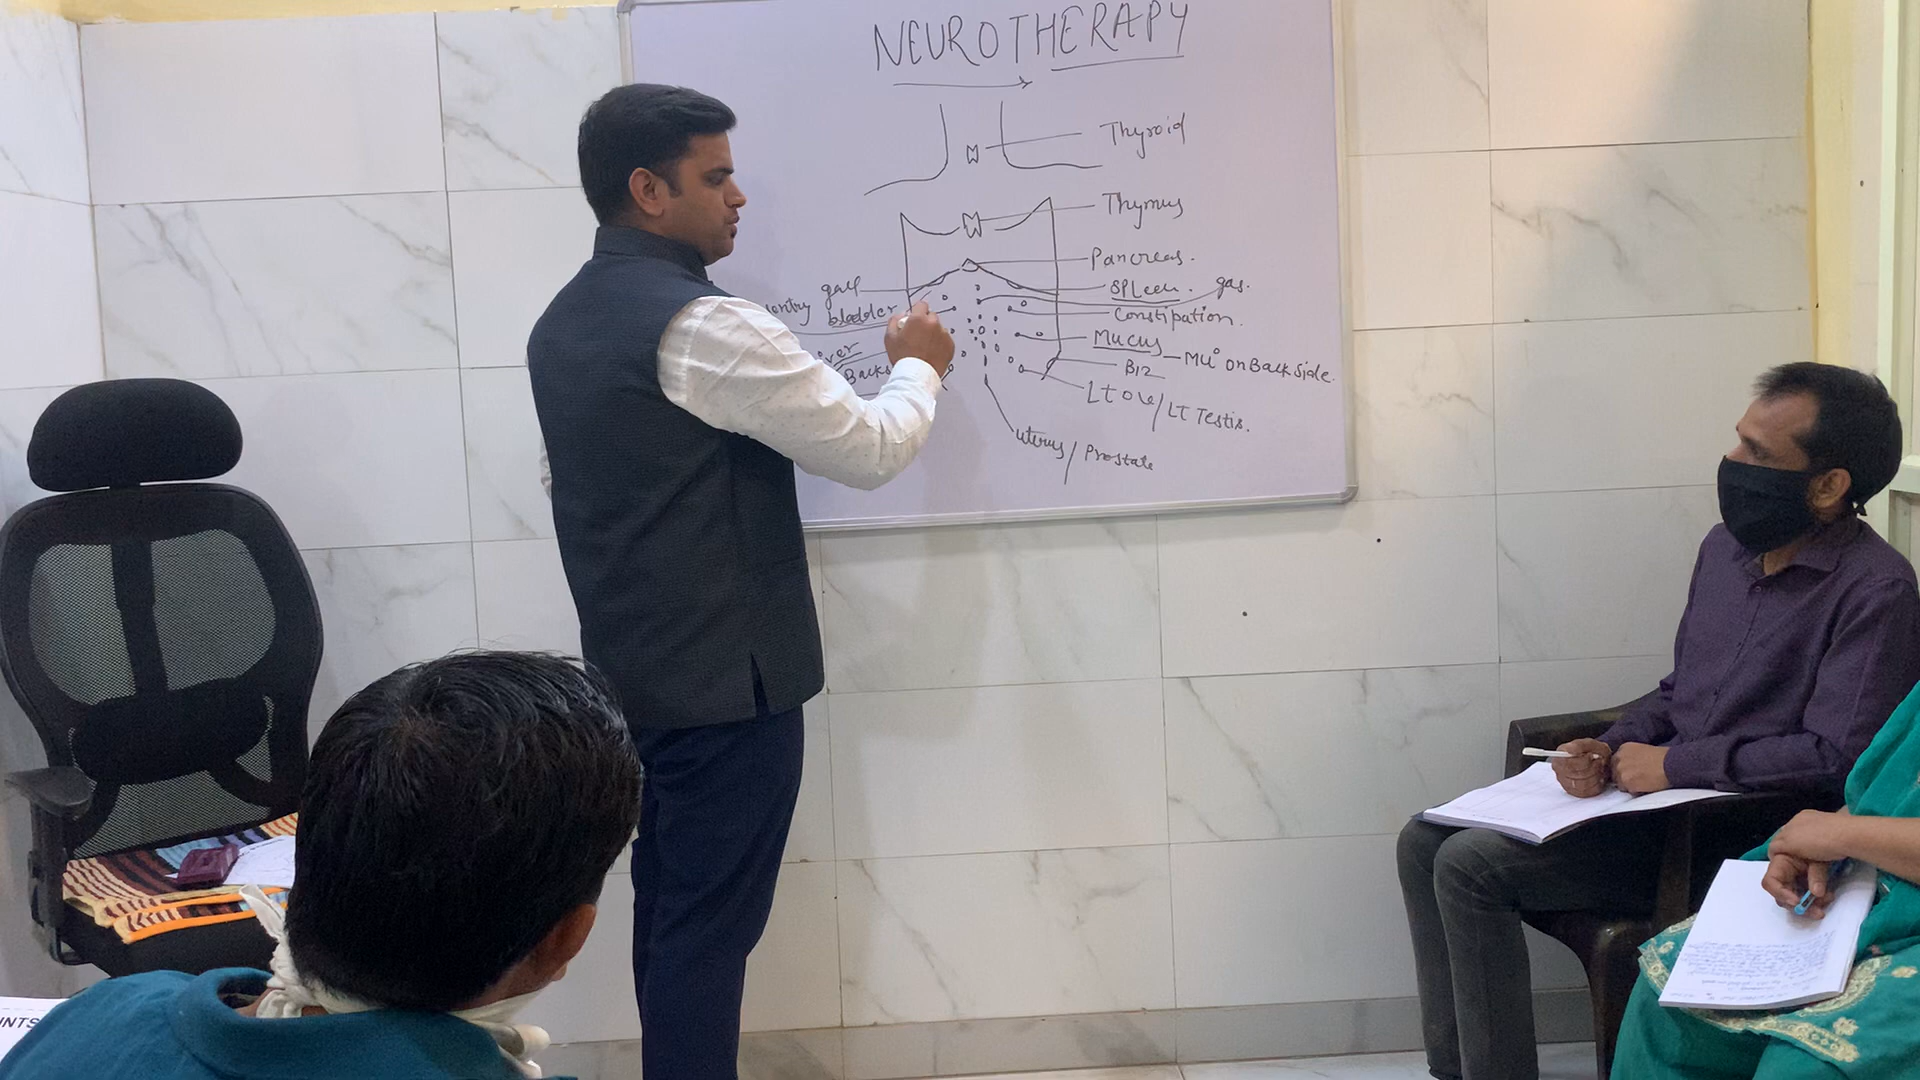 NEUROTHERAPY
Thyroid
Thymus
Pancreas.
gall
SPLeen. gas.
bladder
Constipation.
Mucus - Mu° on Back Side.
B12
LT Ove/LT Testis.
Uterus/Prostate